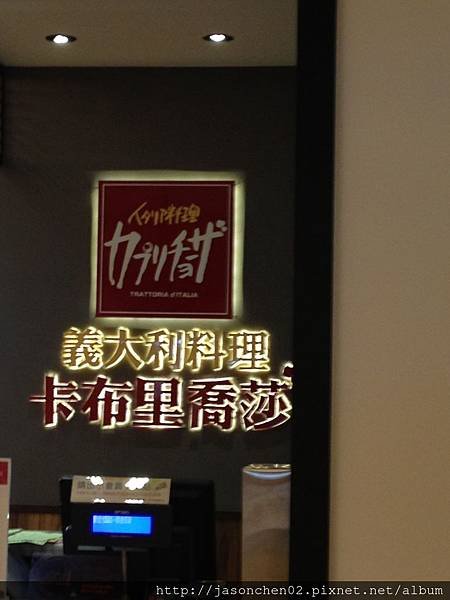 イタリア料理
カプリチョーザ
TRATTORIA d'ITALIA
義大利料理
卡布里喬莎
http://jasonchen02.pixnet.net/album